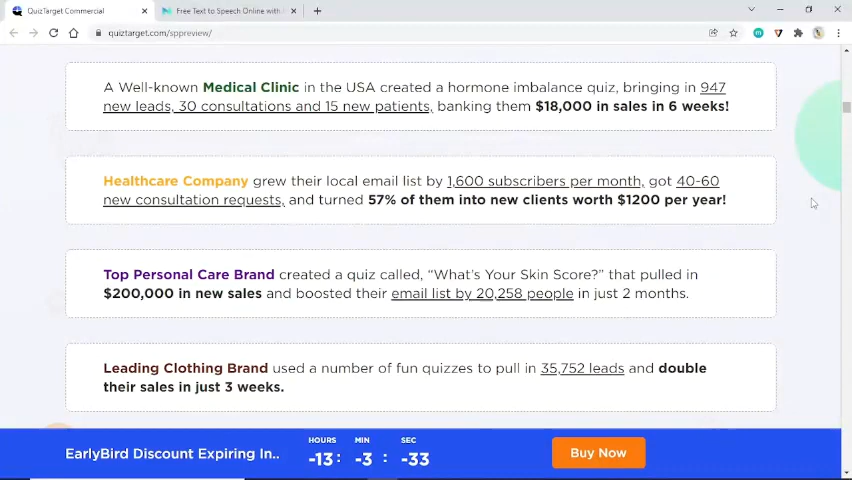 QuizTarget Commercial
Free Text to Speech Online with
quiztarget.com/sppreview/
A Well-known Medical Clinic in the USA created a hormone imbalance quiz, bringing in 947
new leads, 30 consultations and 15 new patients, banking them $18,000 in sales in 6 weeks!
Healthcare Company grew their local email list by 1,600 subscribers per month, got 40-60
new consultation requests, and turned 57% of them into new clients worth $1200 per year!
Top Personal Care Brand created a quiz called, “What's Your Skin Score?” that pulled in
$200,000 in new sales and boosted their email list by 20,258 people in just 2 months.
Leading Clothing Brand used a number of fun quizzes to pull in 35,752 leads and double
their sales in just 3 weeks.
HOURS MIN SEC
EarlyBird Discount Expiring In.. -13 : -3 : -33 Buy Now